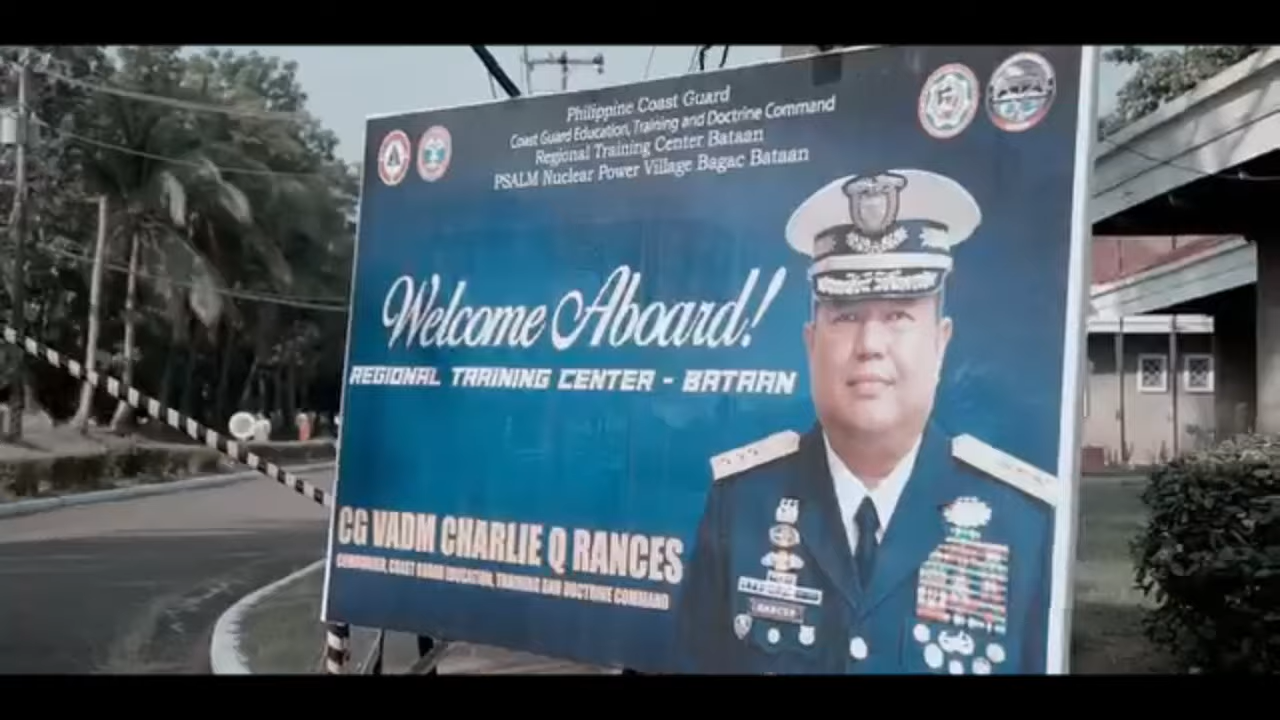 Philippine Coast Guard
Coast Guard Education, Training and Doctrine Command
Regional Training Center Bataan
PSALM Nuclear Power Village Bagac Bataan
Welcome Aboard!
REGIONAL TRAINING CENTER - BATAAN
CG VADM CHARLIE Q RANCES
COMMANDER, COAST GUARD EDUCATION, TRAINING AND DOCTRINE COMMAND
RANCES